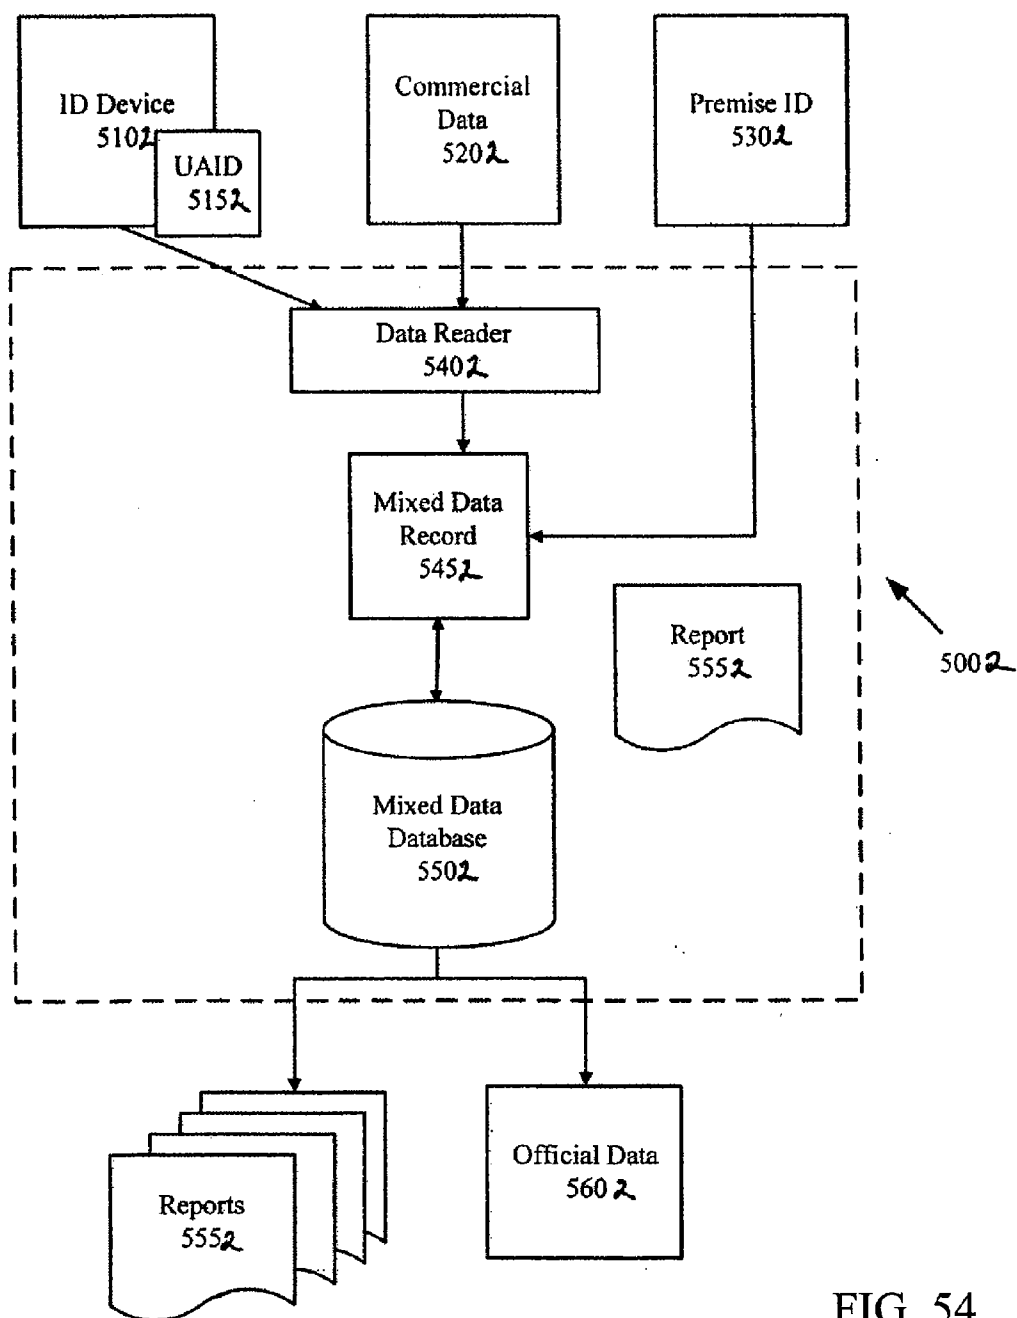 ID Device
5102
UAID
5152
Commercial
Data
5202
Premise ID
5302
Data Reader
5402
Mixed Data
Record
5452
Report
5552
5002
Mixed Data
Database
5502
Reports
5552
Official Data
5602
FIG. 54